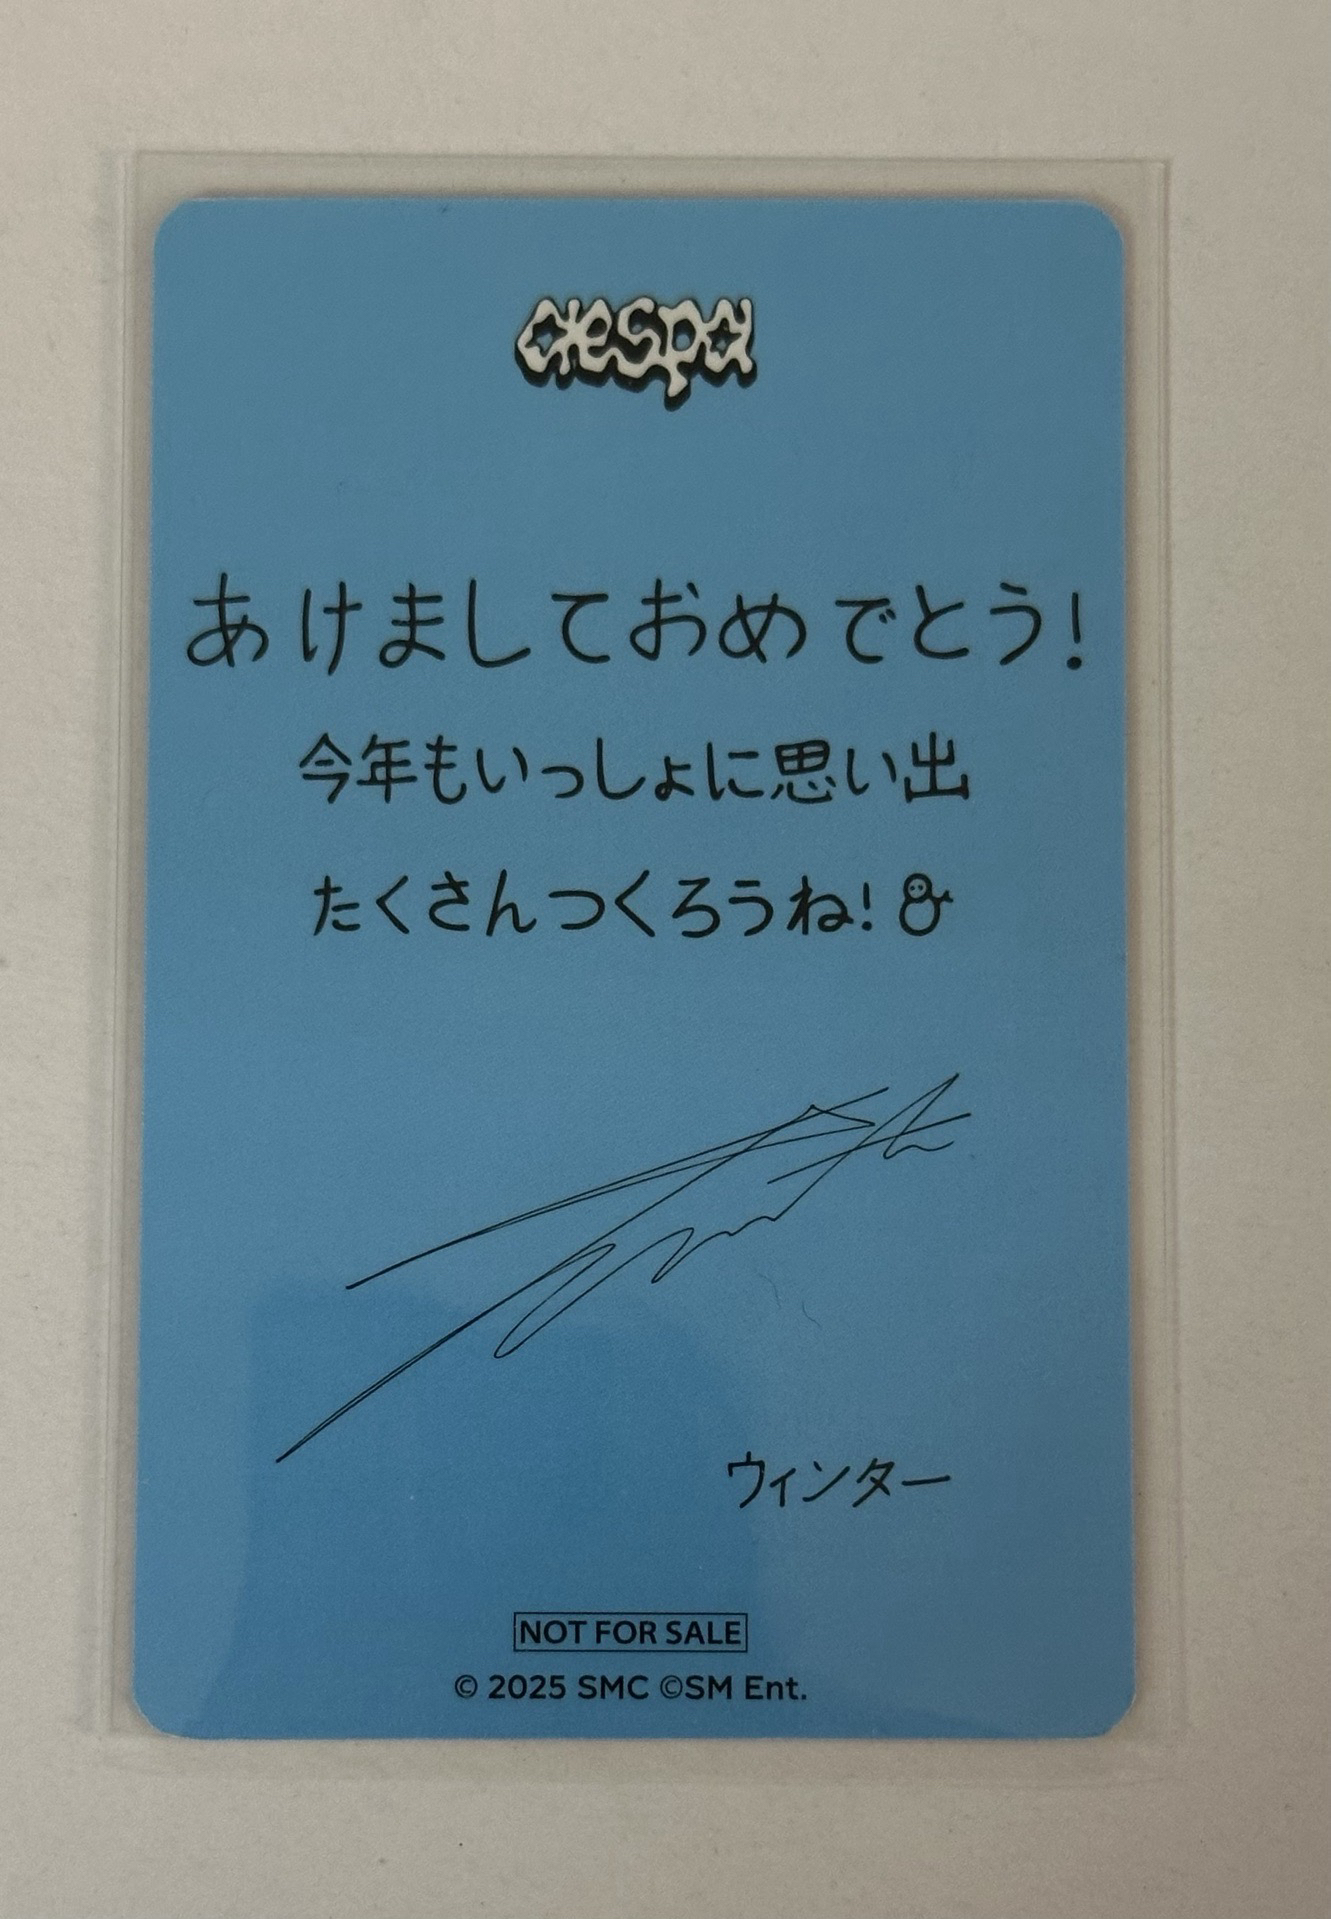 aespa
あけましておめでとう!
今年もいっしょに思い出
たくさんつくろうね!
ウィンター
NOT FOR SALE
© 2025 SMC ©SM Ent.